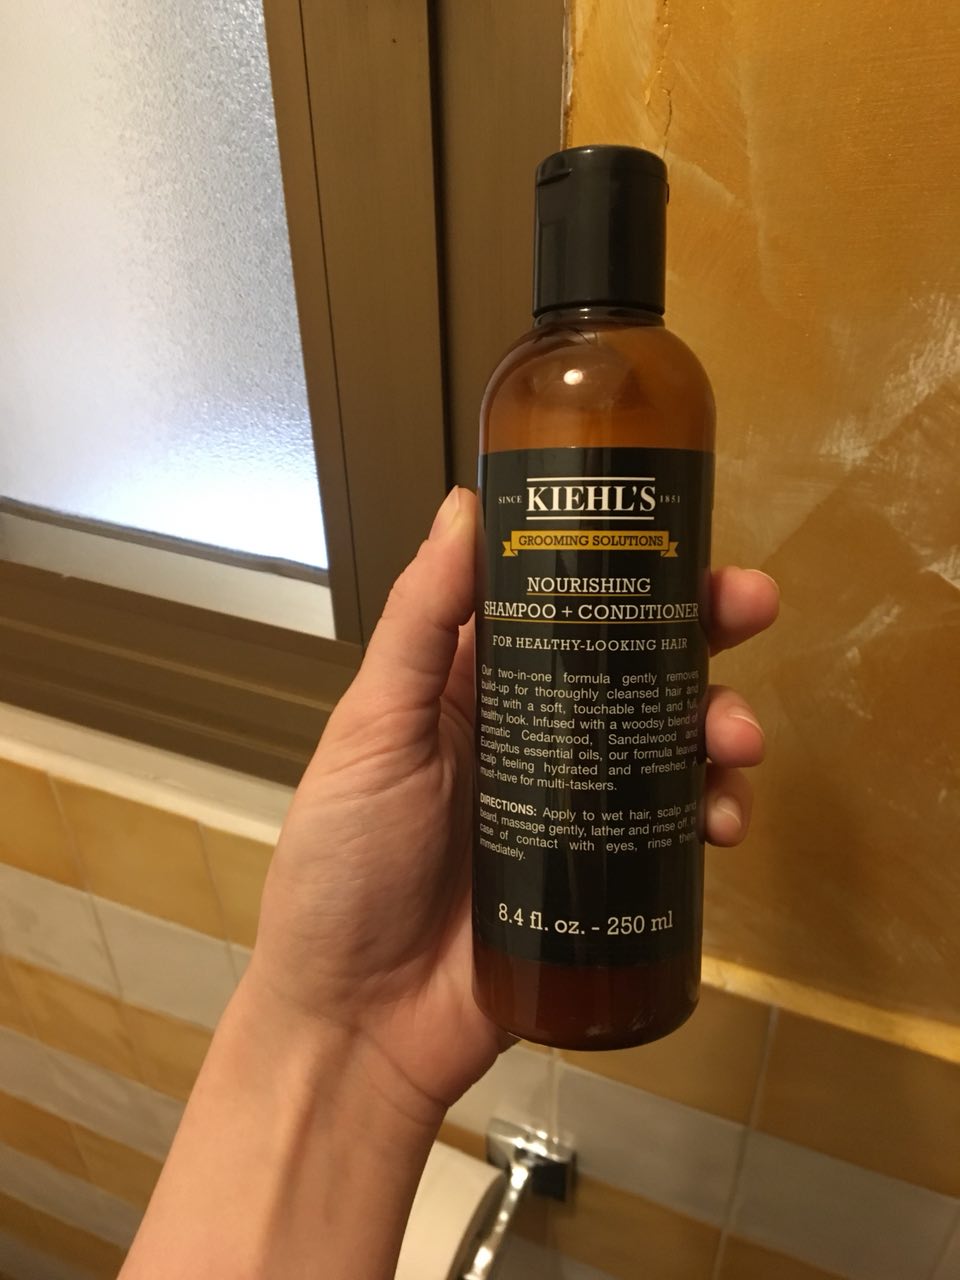 SINCE KIEHL'S 1851
GROOMING SOLUTIONS
NOURISHING
SHAMPOO + CONDITIONER
FOR HEALTHY-LOOKING HAIR
Our two-in-one formula gently removes
build-up for thoroughly cleansed hair and
beard with a soft, touchable feel and full,
healthy look. Infused with a woodsy blend of
aromatic Cedarwood, Sandalwood and
Eucalyptus essential oils, our formula leaves
scalp feeling hydrated and refreshed. A
must-have for multi-taskers.
DIRECTIONS: Apply to wet hair, scalp and
beard, massage gently, lather and rinse off. In
case of contact with eyes, rinse them
immediately.
8.4 fl. oz. - 250 ml